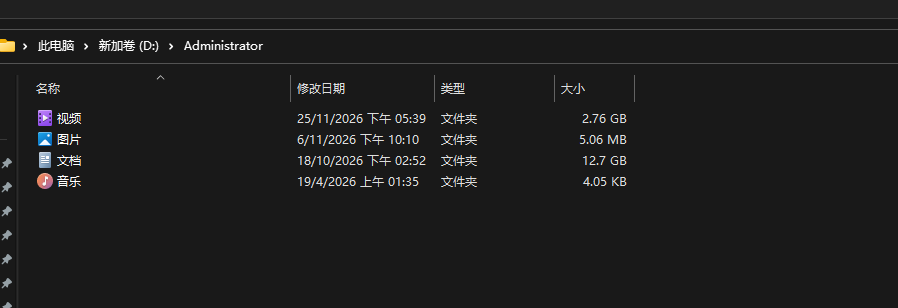 此电脑 > 新加卷 (D:) > Administrator
名称 修改日期 类型 大小
视频 25/11/2026 下午 05:39 文件夹 2.76 GB
图片 6/11/2026 下午 10:10 文件夹 5.06 MB
文档 18/10/2026 下午 02:52 文件夹 12.7 GB
音乐 19/4/2026 上午 01:35 文件夹 4.05 KB